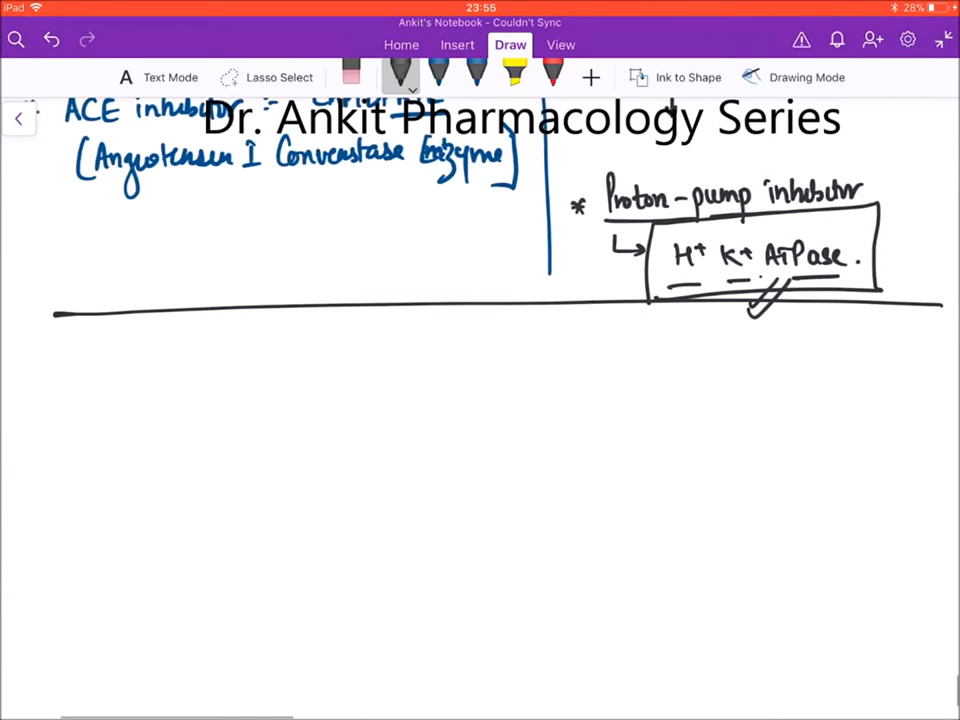 iPad 23:55 28%
Ankit's Notebook - Couldn't Sync
Home Insert Draw View
A Text Mode Lasso Select Ink to Shape Drawing Mode
ACE inhibitor :-
Dr. Ankit Pharmacology Series
[Angiotensin I Convertase Enzyme]
* Proton-pump inhibitor
H+ K+ ATPase.